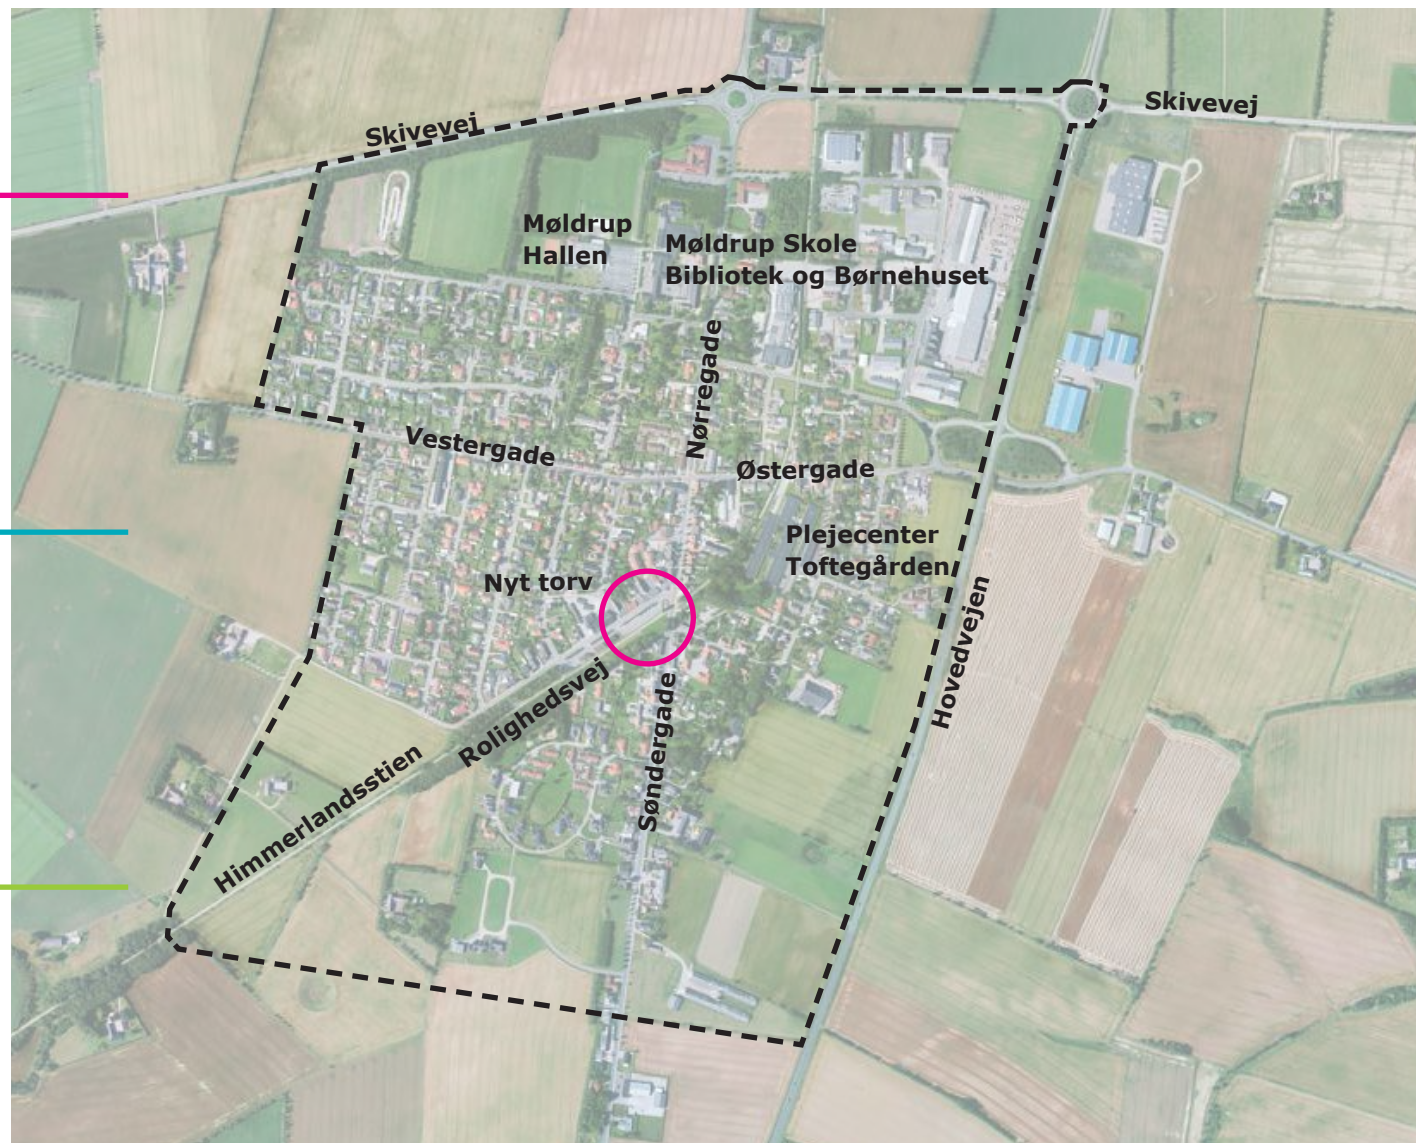 Skivevej
Skivevej
Møldrup
Hallen
Møldrup Skole
Bibliotek og Børnehuset
Nørregade
Vestergade
Østergade
Plejecenter
Toftegården
Nyt torv
Hovedvejen
Rolighedsvej
Søndergade
Himmerlandsstien